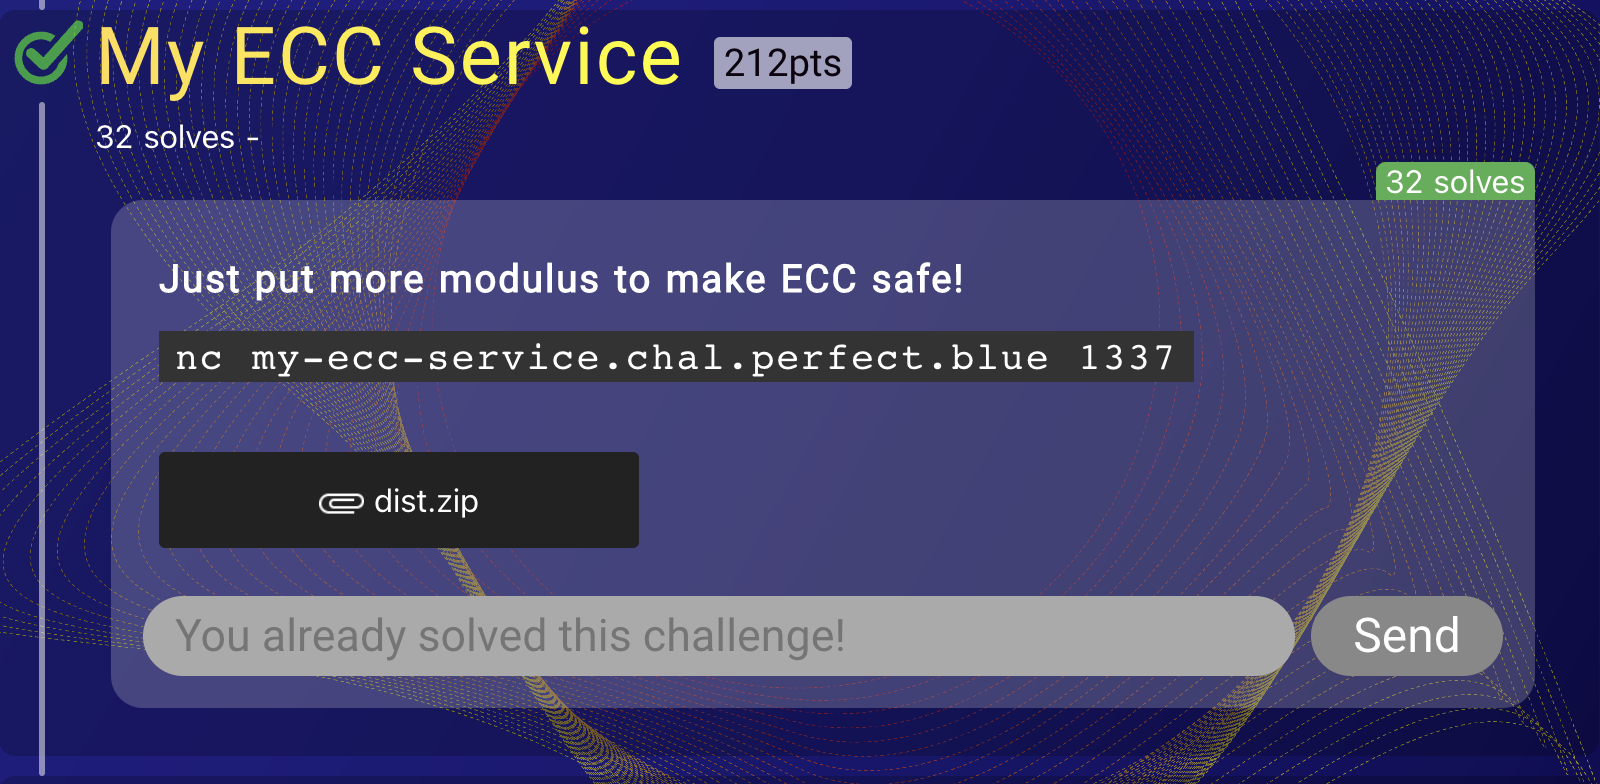 My ECC Service 212pts
32 solves -
32 solves
Just put more modulus to make ECC safe!
nc my-ecc-service.chal.perfect.blue 1337
dist.zip
You already solved this challenge! Send